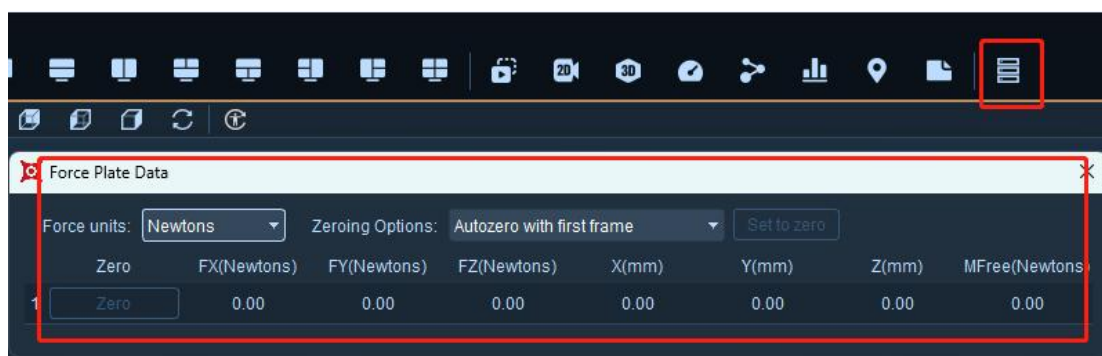 2D 3D
Force Plate Data
Force units: Newtons Zeroing Options: Autozero with first frame Set to zero
Zero FX(Newtons) FY(Newtons) FZ(Newtons) X(mm) Y(mm) Z(mm) MFree(Newtons)
1 Zero 0.00 0.00 0.00 0.00 0.00 0.00 0.00